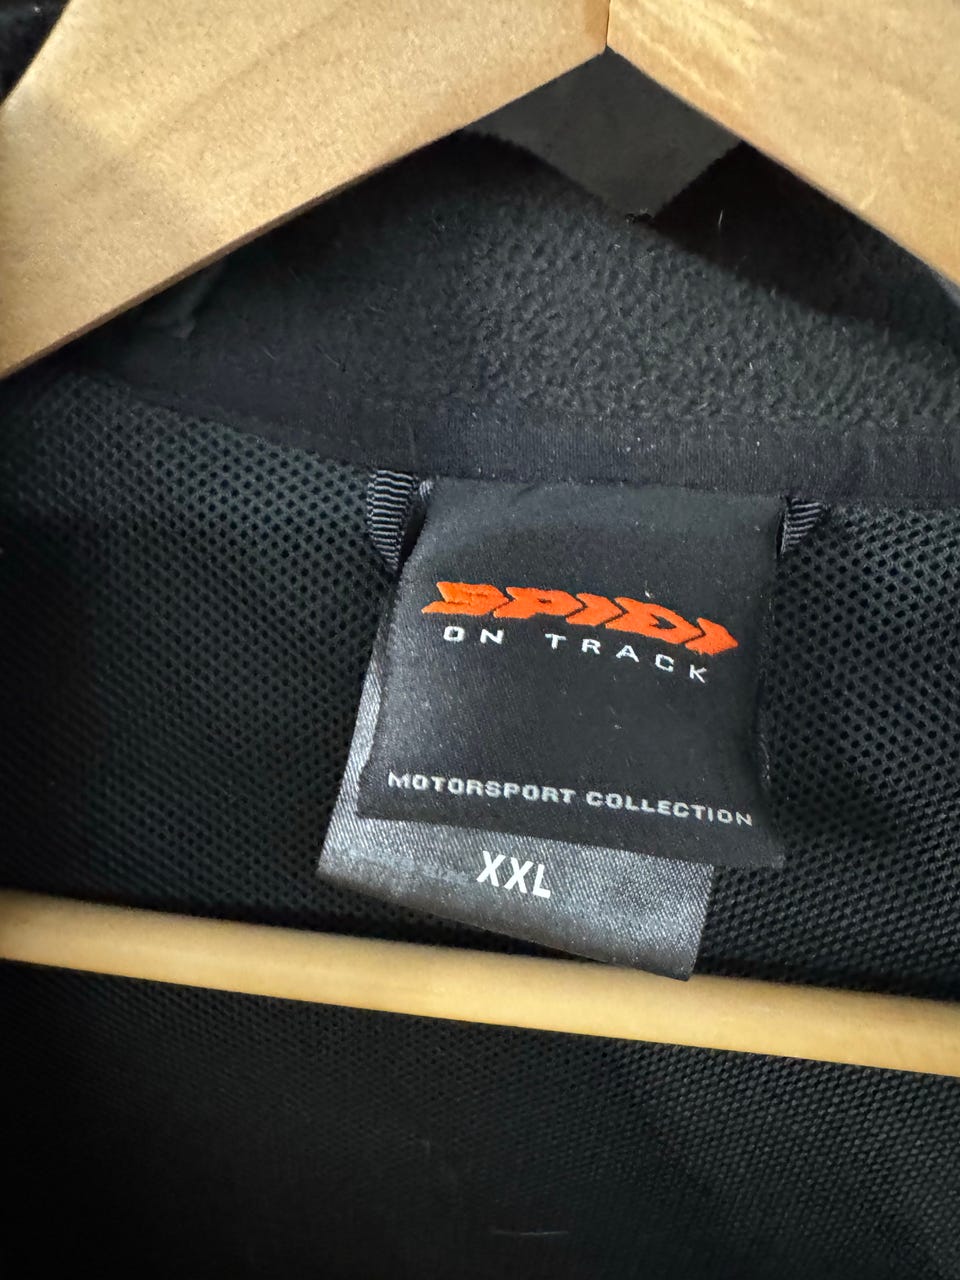 SPIDI
ON TRACK
MOTORSPORT COLLECTION
XXL